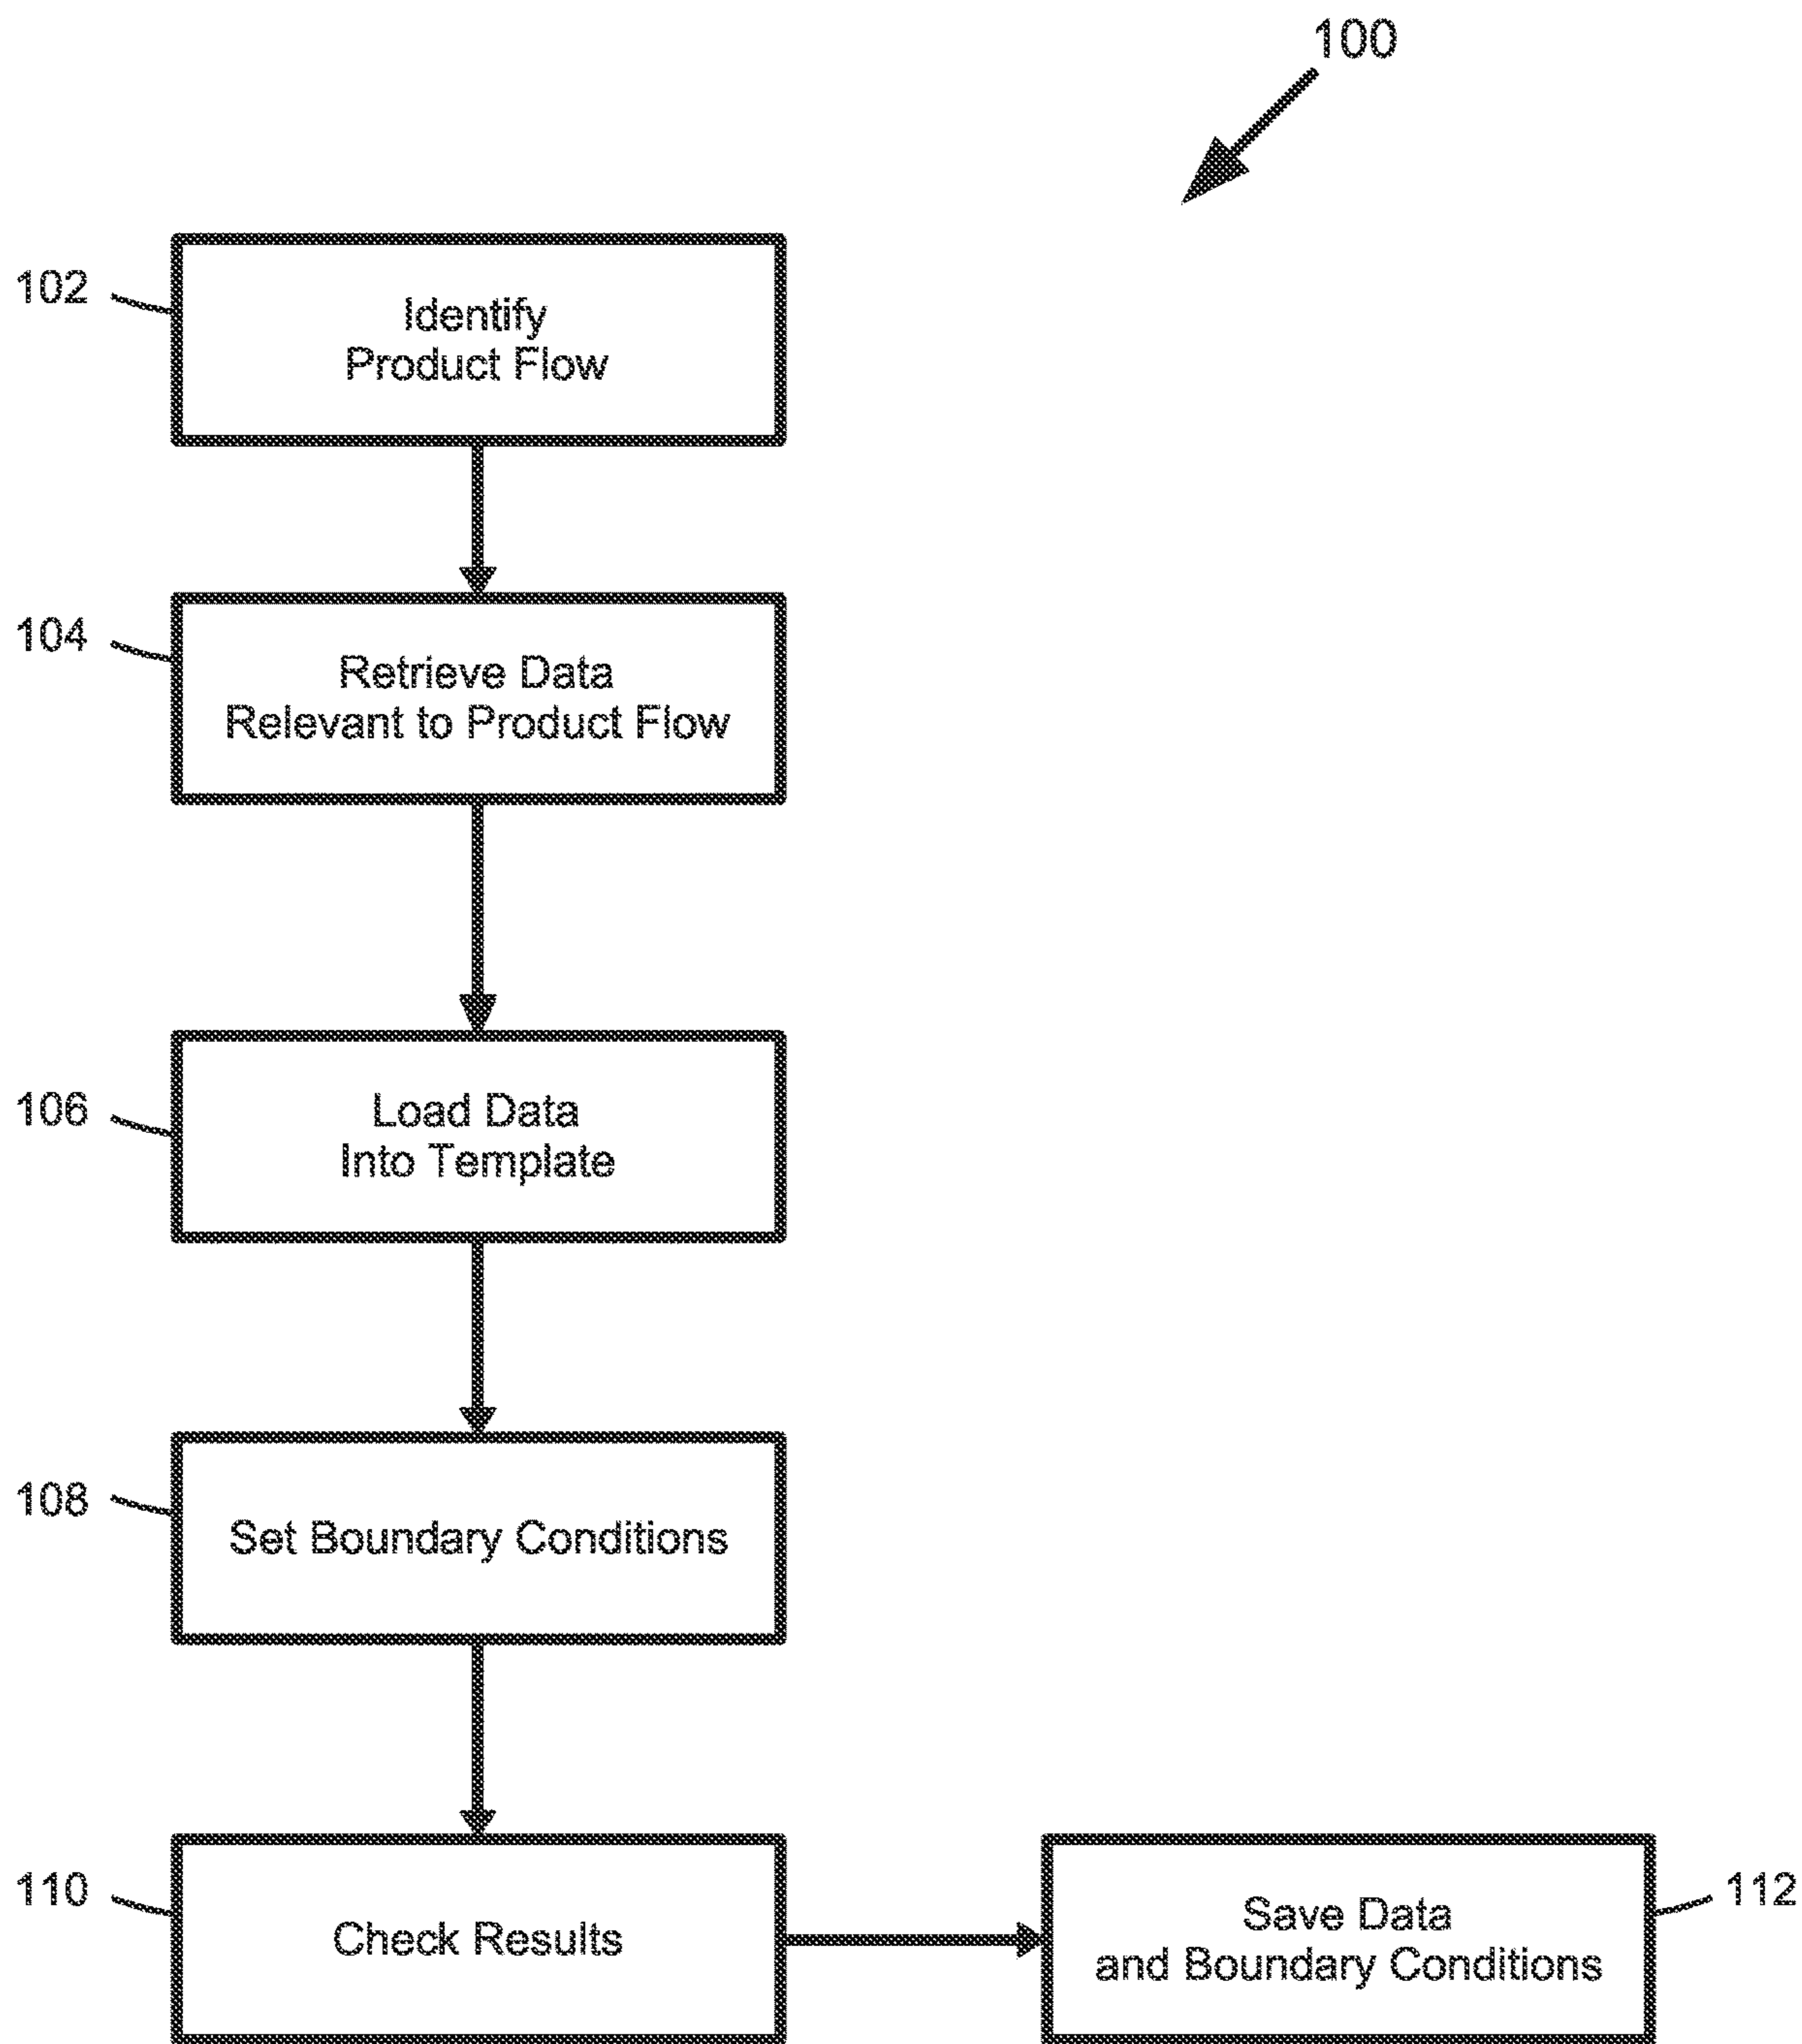 100
102
Identify
Product Flow
104
Retrieve Data
Relevant to Product Flow
106
Load Data
Into Template
108
Set Boundary Conditions
110
Check Results
Save Data
and Boundary Conditions
112